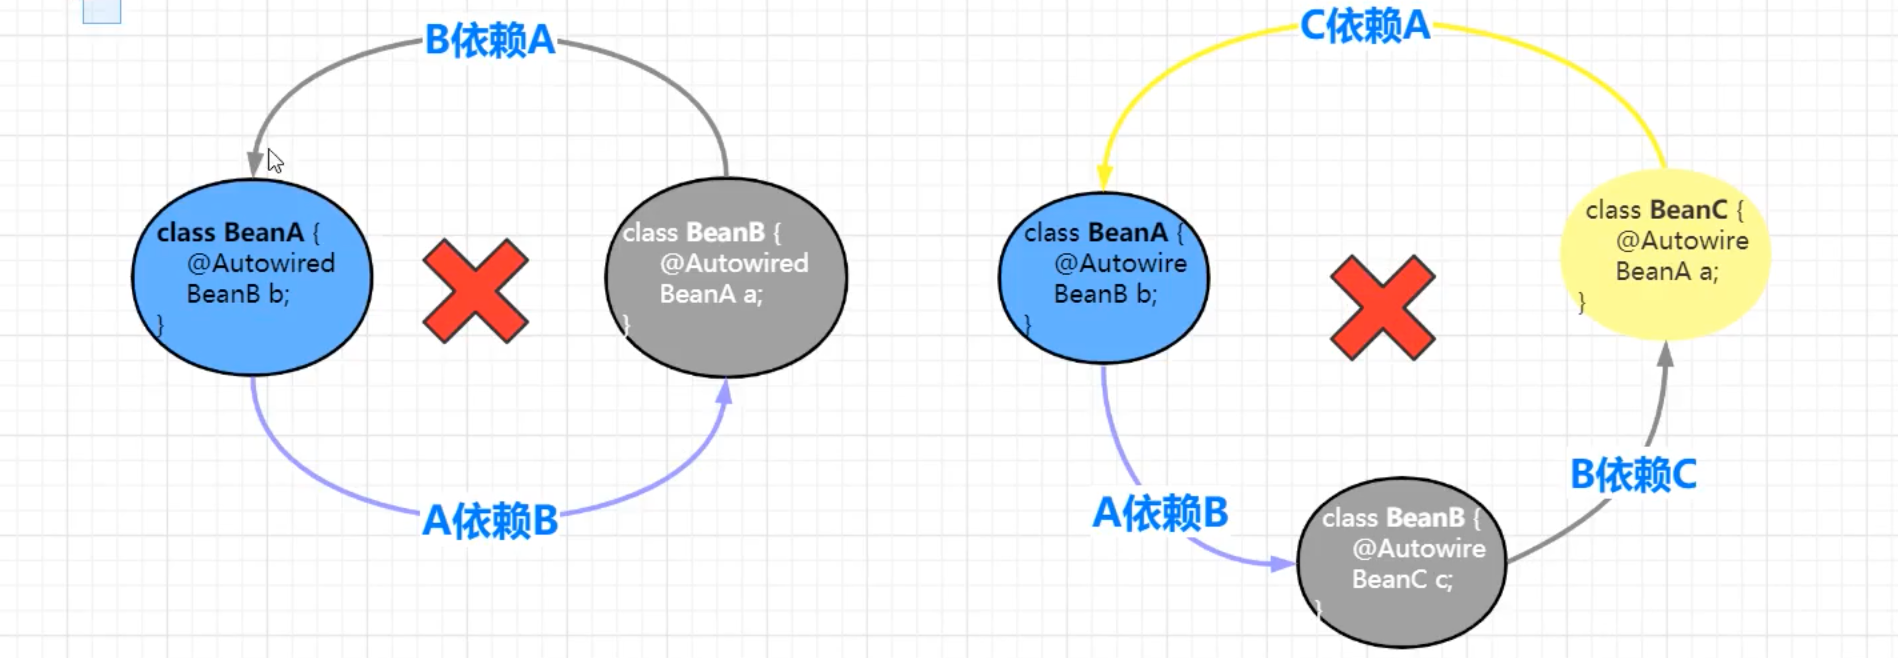 B依赖A
class BeanA {
@Autowired
BeanB b;
}
class BeanB {
@Autowired
BeanA a;
}
A依赖B
C依赖A
class BeanA {
@Autowire
BeanB b;
}
class BeanC {
@Autowire
BeanA a;
}
A依赖B
B依赖C
class BeanB {
@Autowire
BeanC c;
}